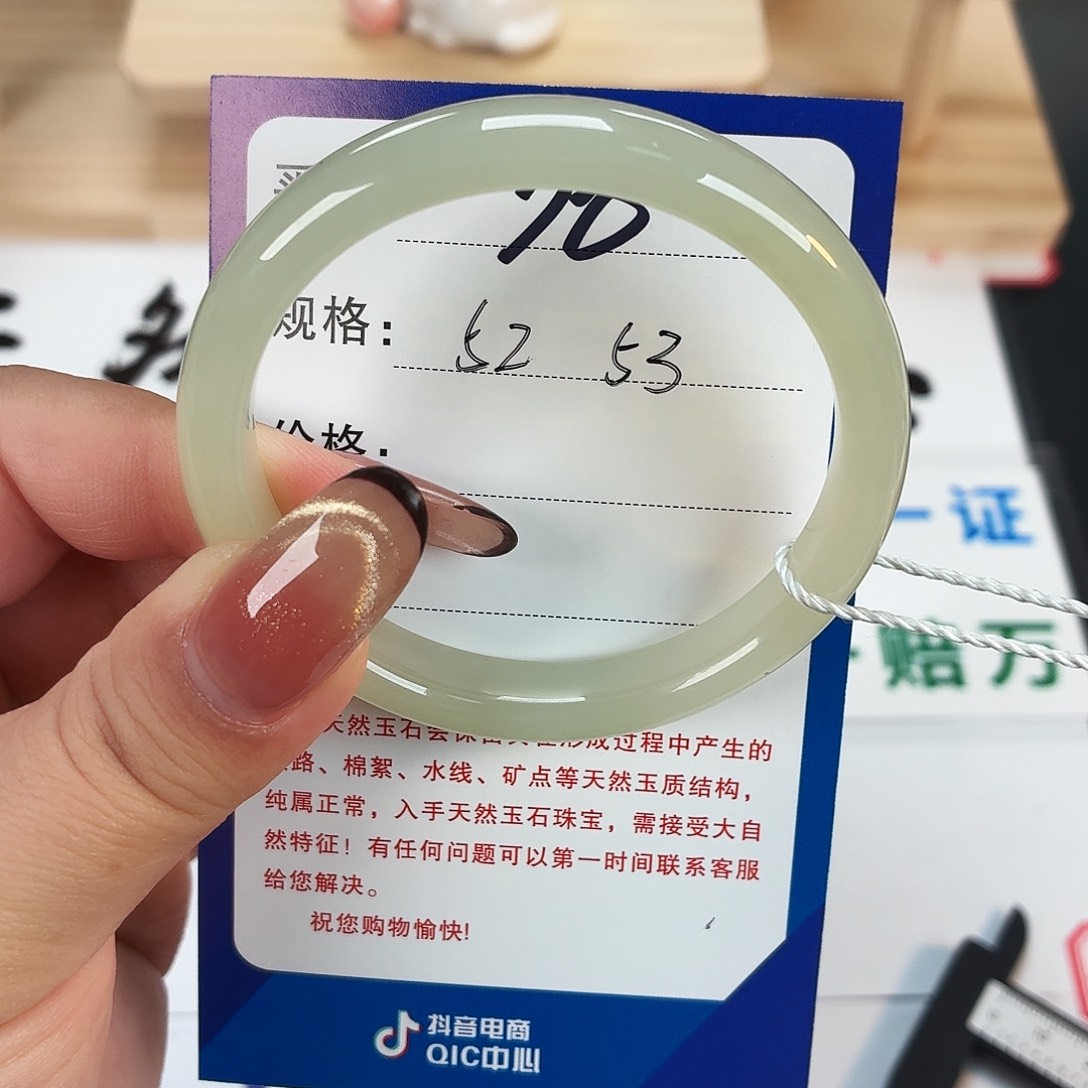 70
规格： 52 53
价格：
一证
赔万
天然玉石会保留其在形成过程中产生的
路、棉絮、水线、矿点等天然玉质结构，
纯属正常，入手天然玉石珠宝，需接受大自
然特征！有任何问题可以第一时间联系客服
给您解决。
祝您购物愉快!
抖音电商
QIC中心